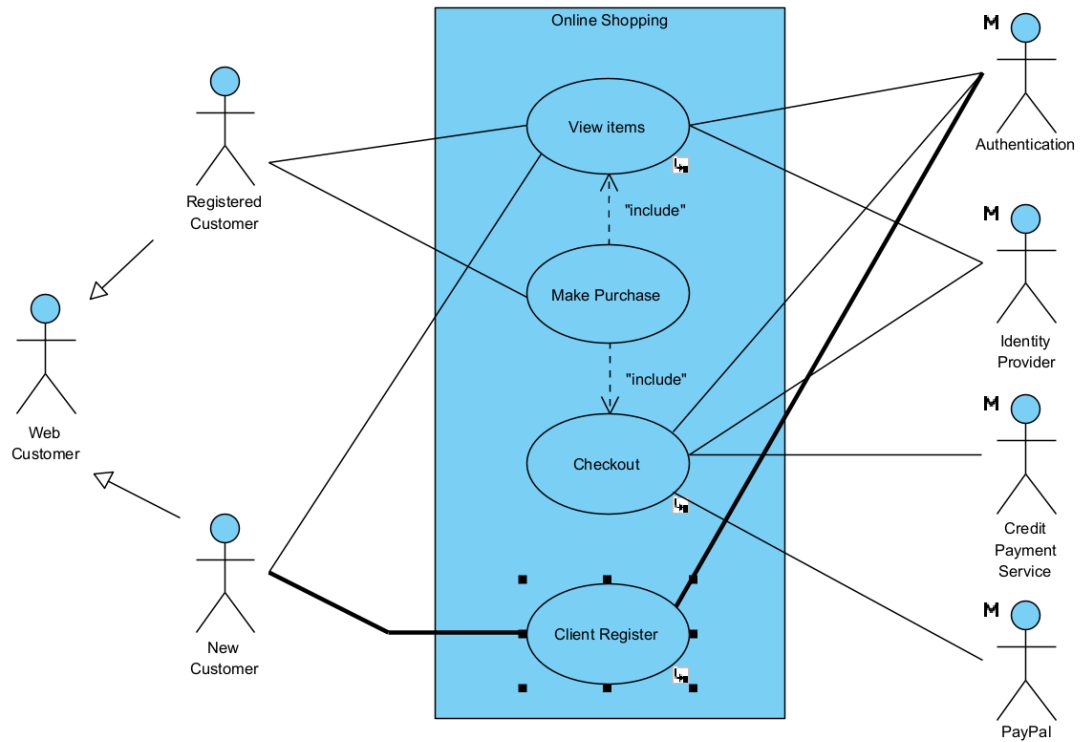 Online Shopping
M
Authentication
View items
Registered
Customer
"include"
M
Make Purchase
Identity
Provider
"include"
M
Web
Customer
Checkout
Credit
Payment
Service
M
Client Register
New
Customer
PayPal